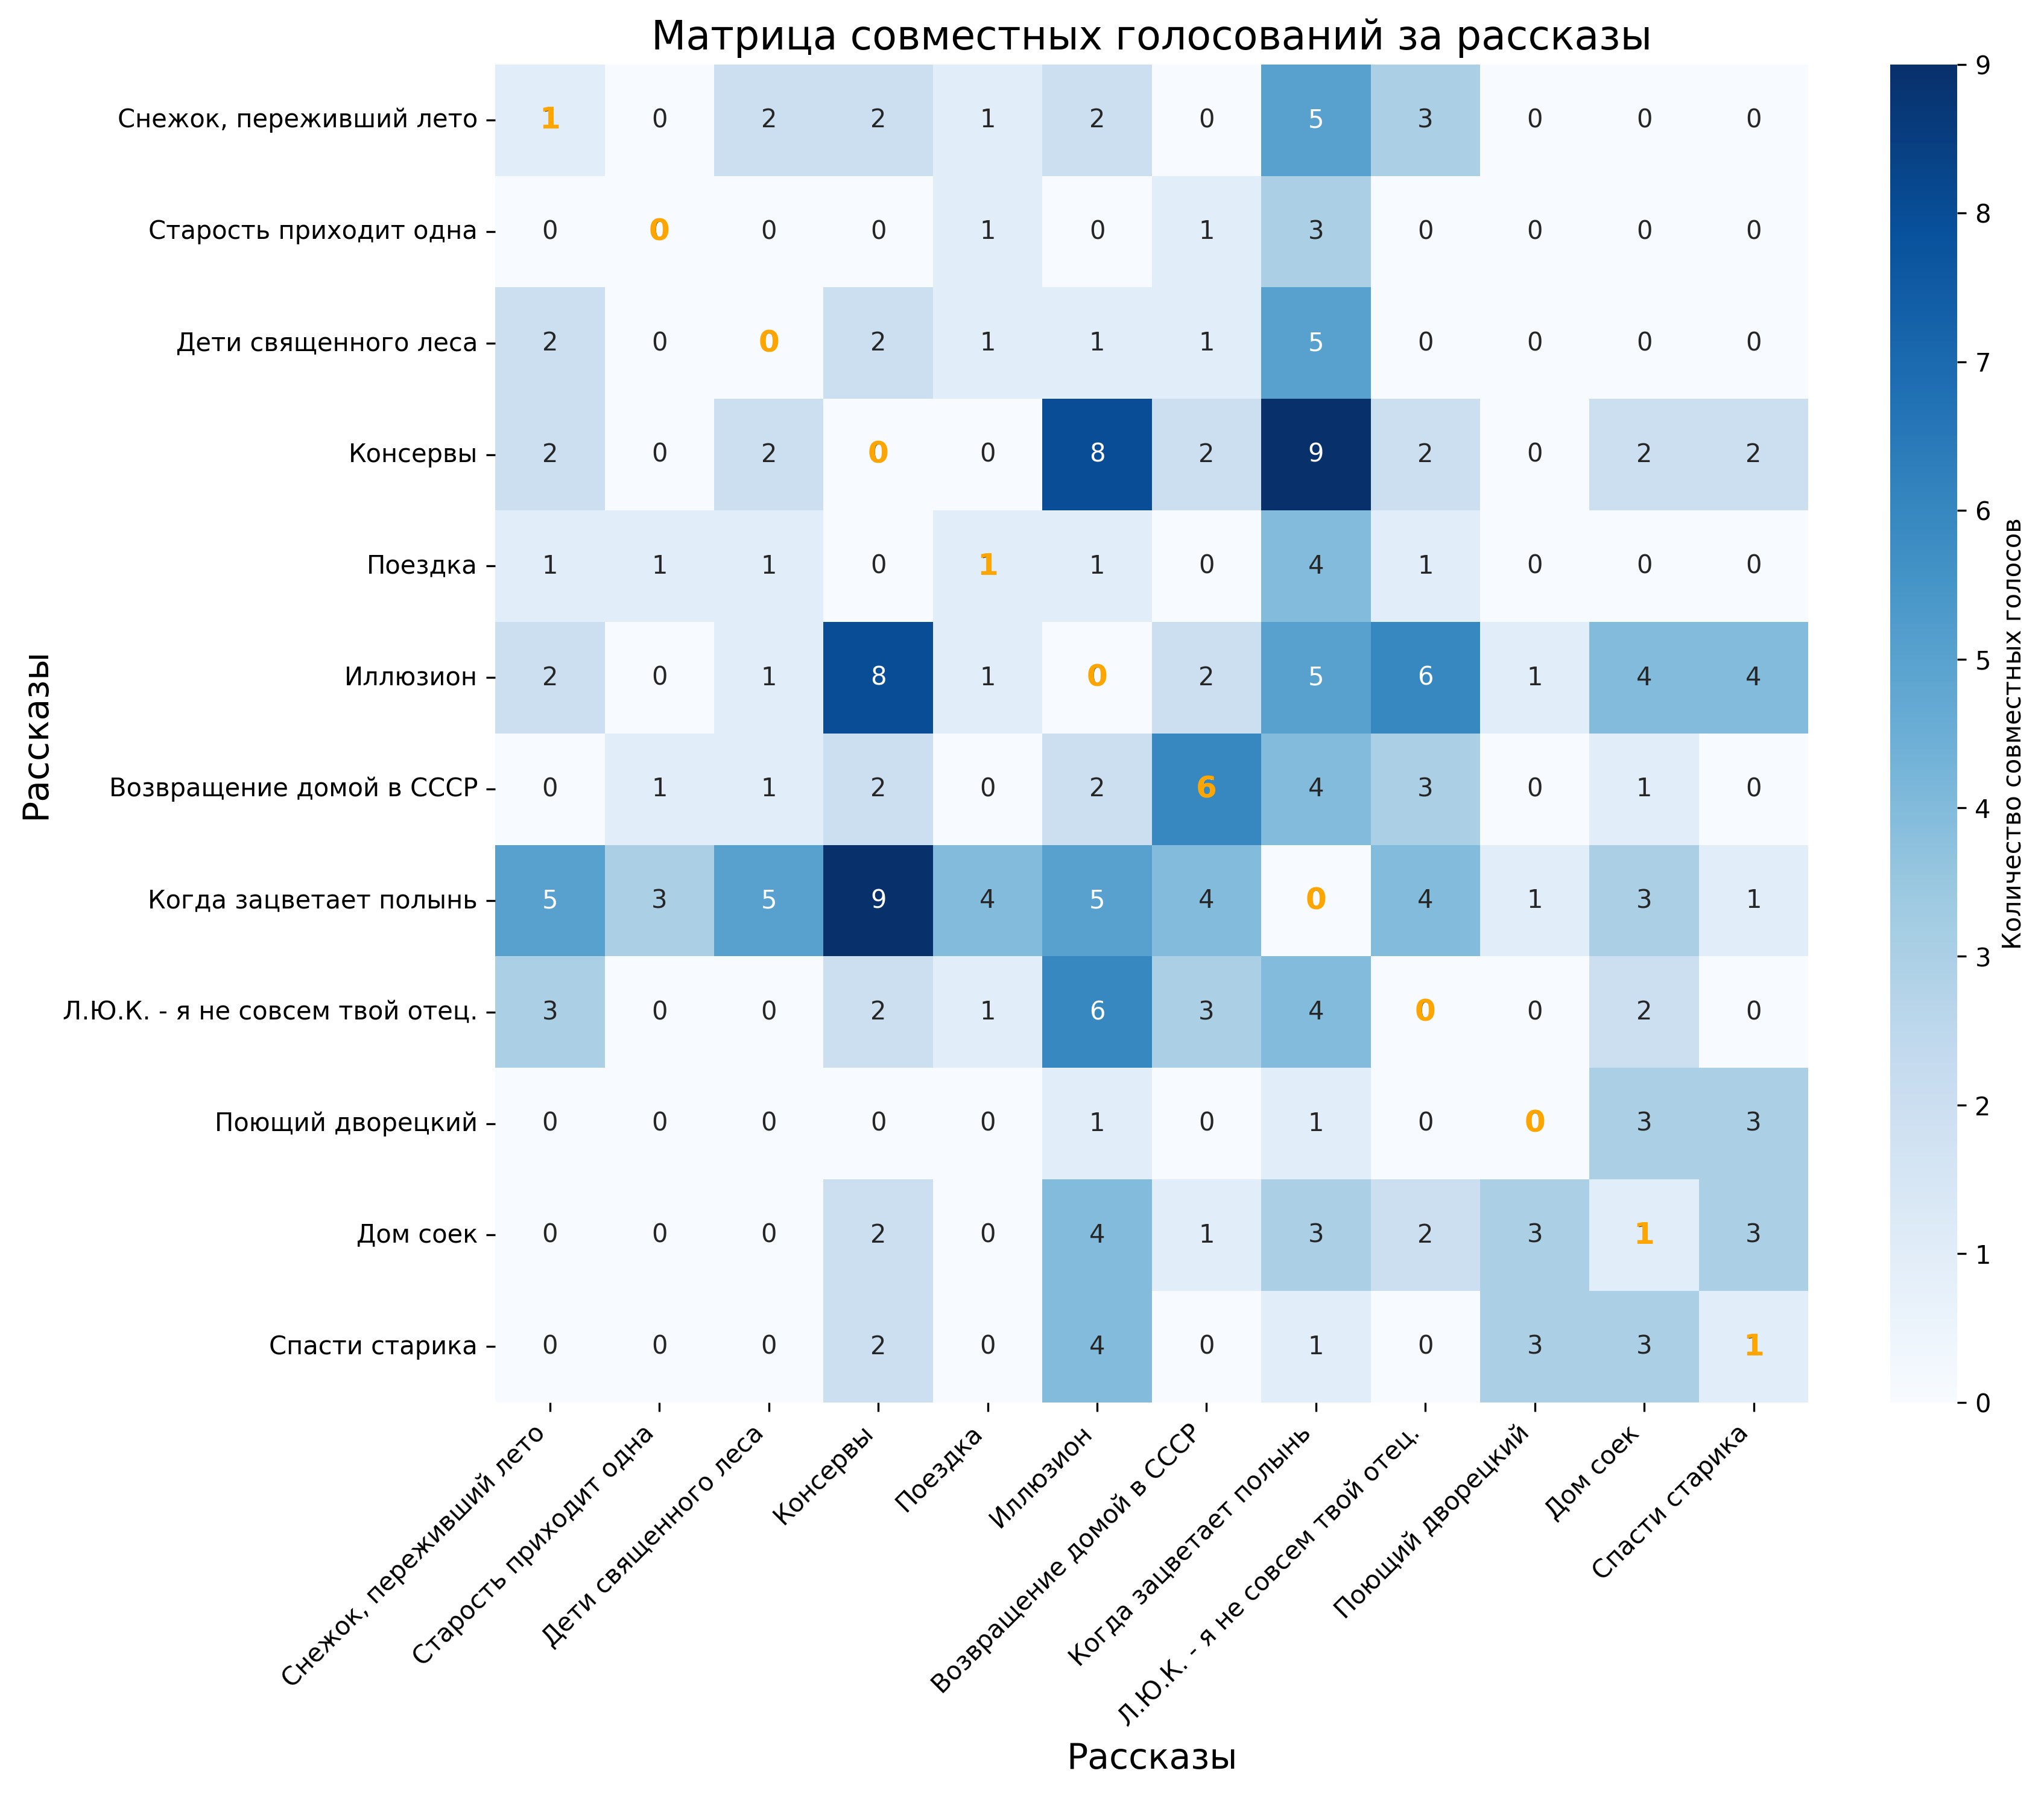 Матрица совместных голосований за рассказы
Снежок, переживший лето 1 0 2 2 1 2 0 5 3 0 0 0
Старость приходит одна 0 0 0 0 1 0 1 3 0 0 0 0
Дети священного леса 2 0 0 2 1 1 1 5 0 0 0 0
Консервы 2 0 2 0 0 8 2 9 2 0 2 2
Поездка 1 1 1 0 1 1 0 4 1 0 0 0
Иллюзион 2 0 1 8 1 0 2 5 6 1 4 4
Возвращение домой в СССР 0 1 1 2 0 2 6 4 3 0 1 0
Когда зацветает полынь 5 3 5 9 4 5 4 0 4 1 3 1
Л.Ю.К. - я не совсем твой отец. 3 0 0 2 1 6 3 4 0 0 2 0
Поющий дворецкий 0 0 0 0 0 1 0 1 0 0 3 3
Дом соек 0 0 0 2 0 4 1 3 2 3 1 3
Спасти старика 0 0 0 2 0 4 0 1 0 3 3 1
Рассказы
Снежок, переживший лето
Старость приходит одна
Дети священного леса
Консервы
Поездка
Иллюзион
Возвращение домой в СССР
Когда зацветает полынь
Л.Ю.К. - я не совсем твой отец.
Поющий дворецкий
Дом соек
Спасти старика
Рассказы
9
8
7
6
5
4
3
2
1
0
Количество совместных голосов